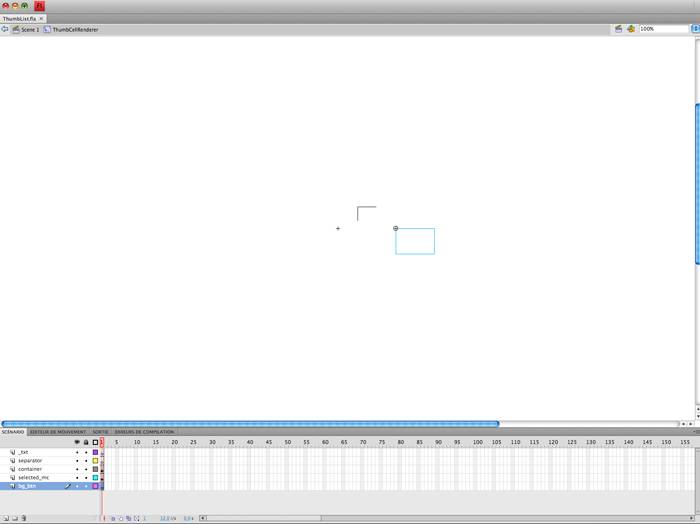 FL
ThumbList.fla ×
Scene 1 ThumbCellRenderer 100%
SCÉNARIO EDITEUR DE MOUVEMENT SORTIE ERREURS DE COMPILATION
1 5 10 15 20 25 30 35 40 45 50 55 60 65 70 75 80 85 90 95 100 105 110 115 120 125 130 135 140 145 150 155
_txt
separator
container
selected_mc
bg_btn
1 12,0 i/s 0,0 s